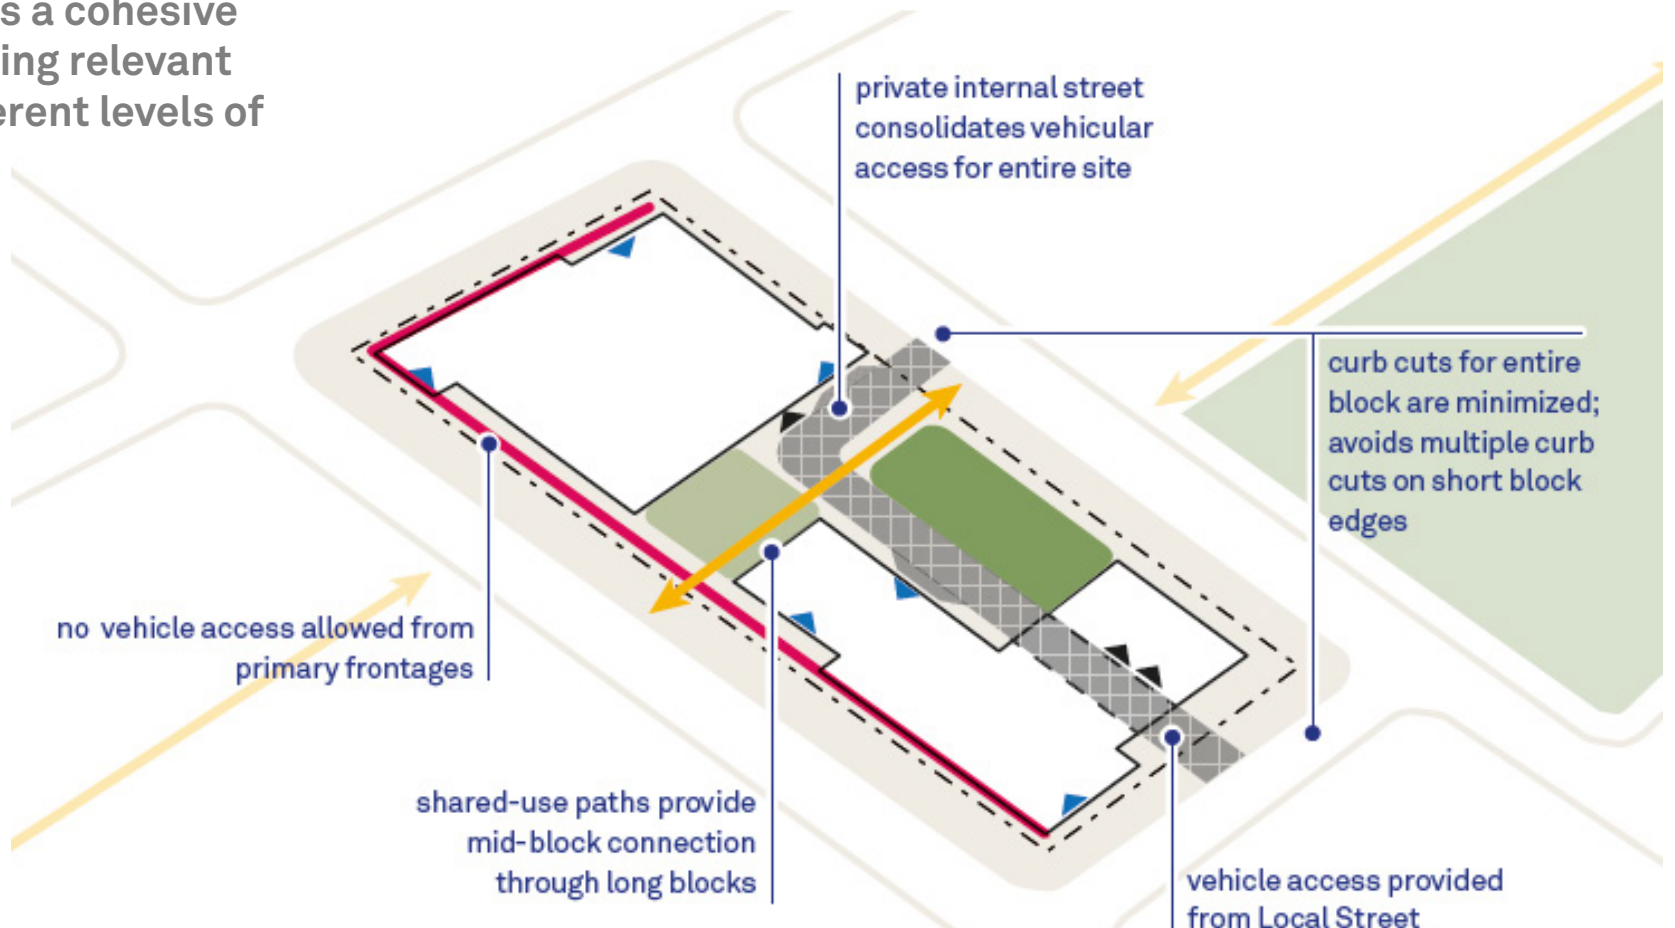 s a cohesive
ing relevant
erent levels of
private internal street
consolidates vehicular
access for entire site
curb cuts for entire
block are minimized;
avoids multiple curb
cuts on short block
edges
no vehicle access allowed from
primary frontages
shared-use paths provide
mid-block connection
through long blocks
vehicle access provided
from Local Street